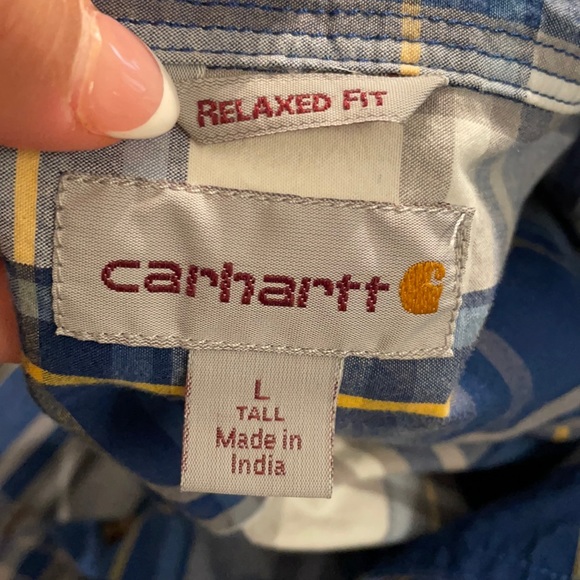 RELAXED FIT
carhartt
L
TALL
Made in
India